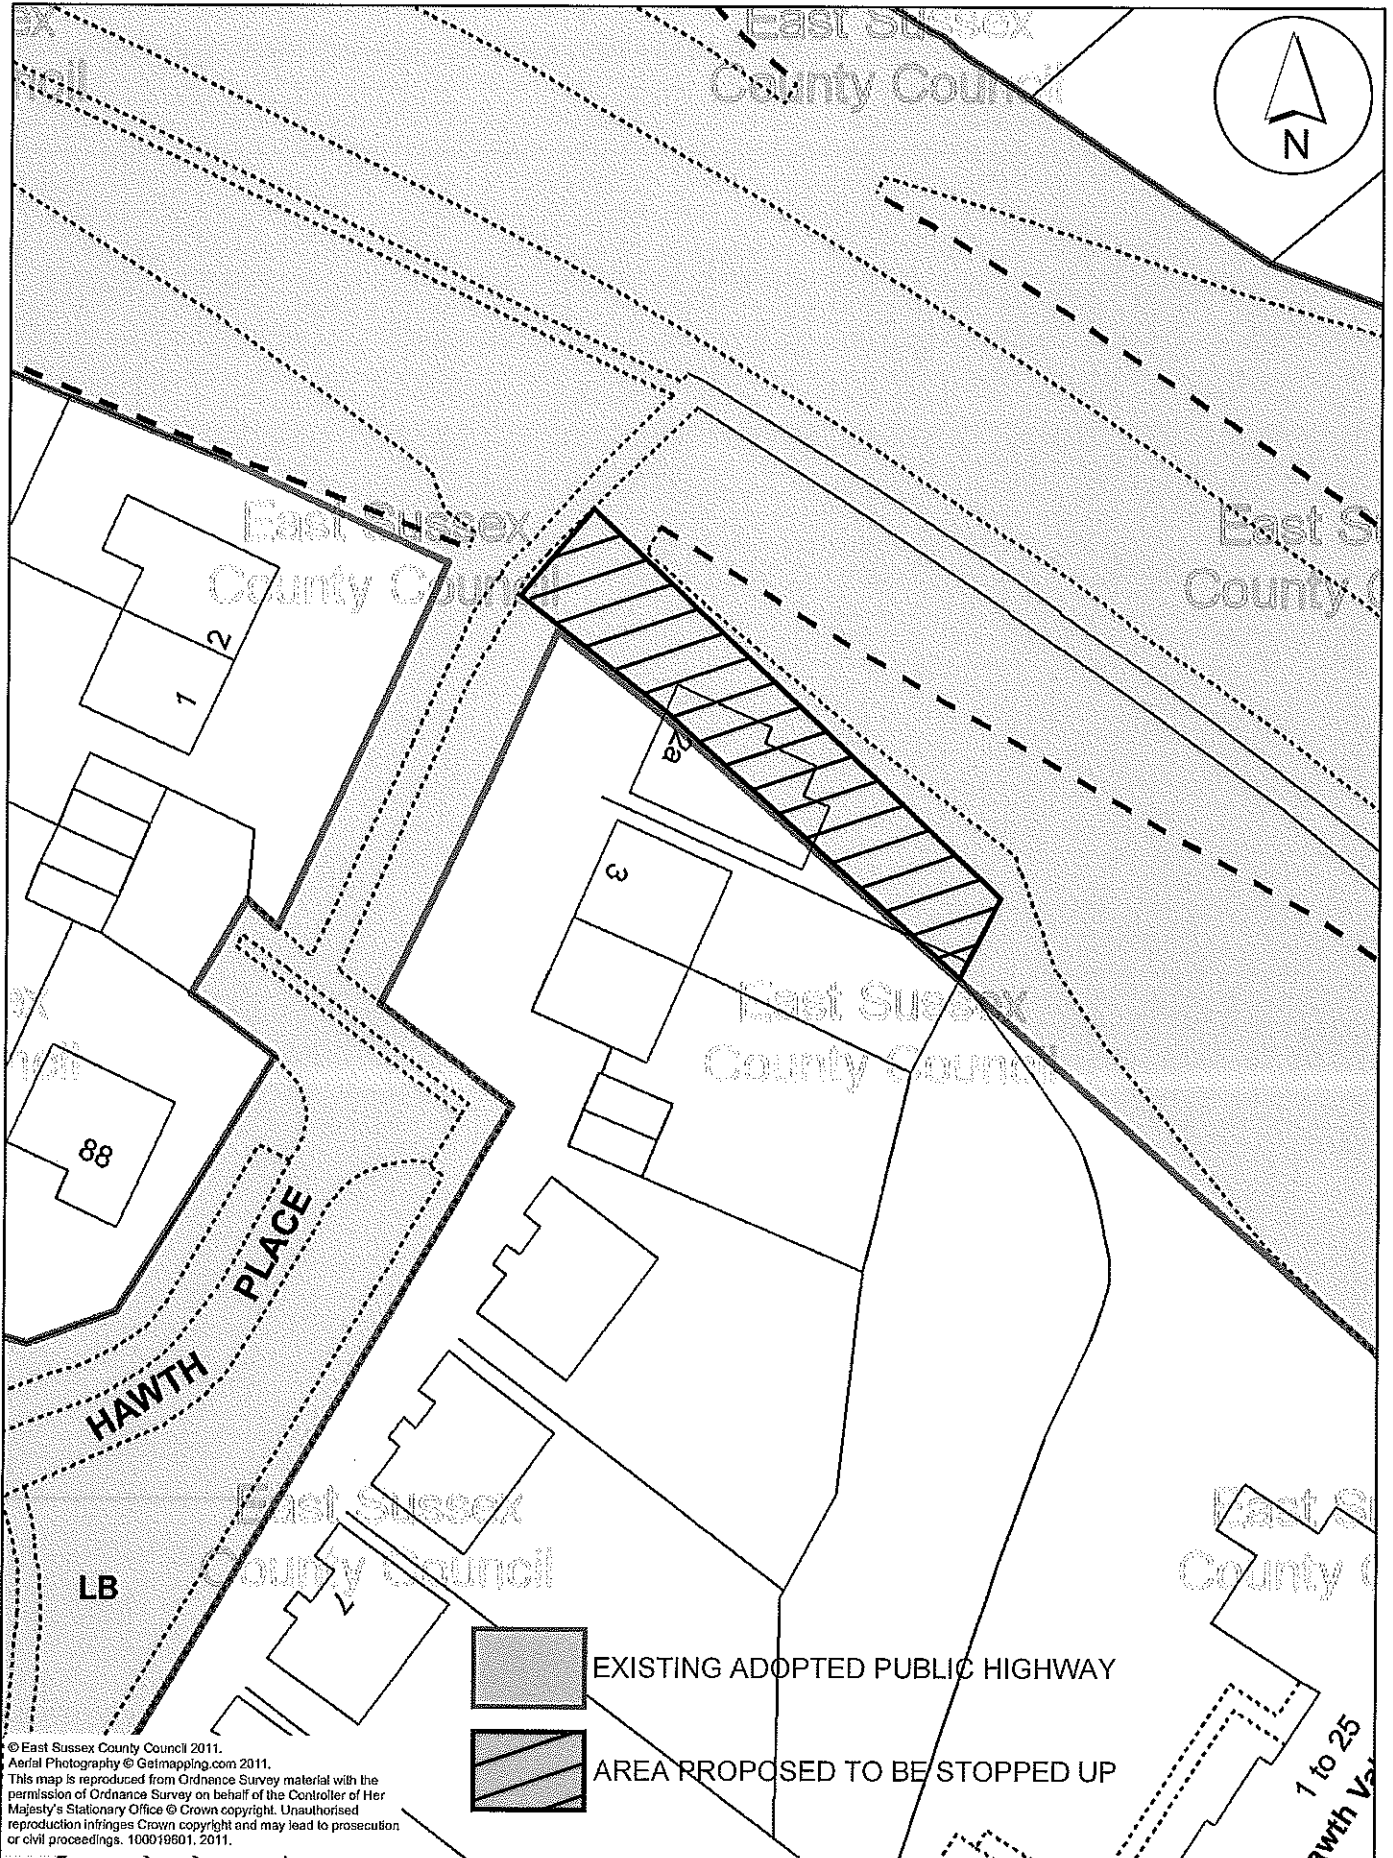 East Sussex
County Council
N
East Sussex
County Council
East S
County C
2
1
2a
3
East Sussex
County Council
88
HAWTH PLACE
East Sussex
County Council
East S
County C
LB
7
EXISTING ADOPTED PUBLIC HIGHWAY
AREA PROPOSED TO BE STOPPED UP
1 to 25
awth Va
© East Sussex County Council 2011.
Aerial Photography © Getmapping.com 2011.
This map is reproduced from Ordnance Survey material with the
permission of Ordnance Survey on behalf of the Controller of Her
Majesty's Stationary Office © Crown copyright. Unauthorised
reproduction infringes Crown copyright and may lead to prosecution
or civil proceedings. 100019601, 2011.